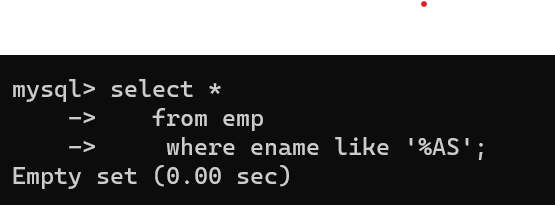 mysql> select *
    ->    from emp
    ->     where ename like '%AS';
Empty set (0.00 sec)